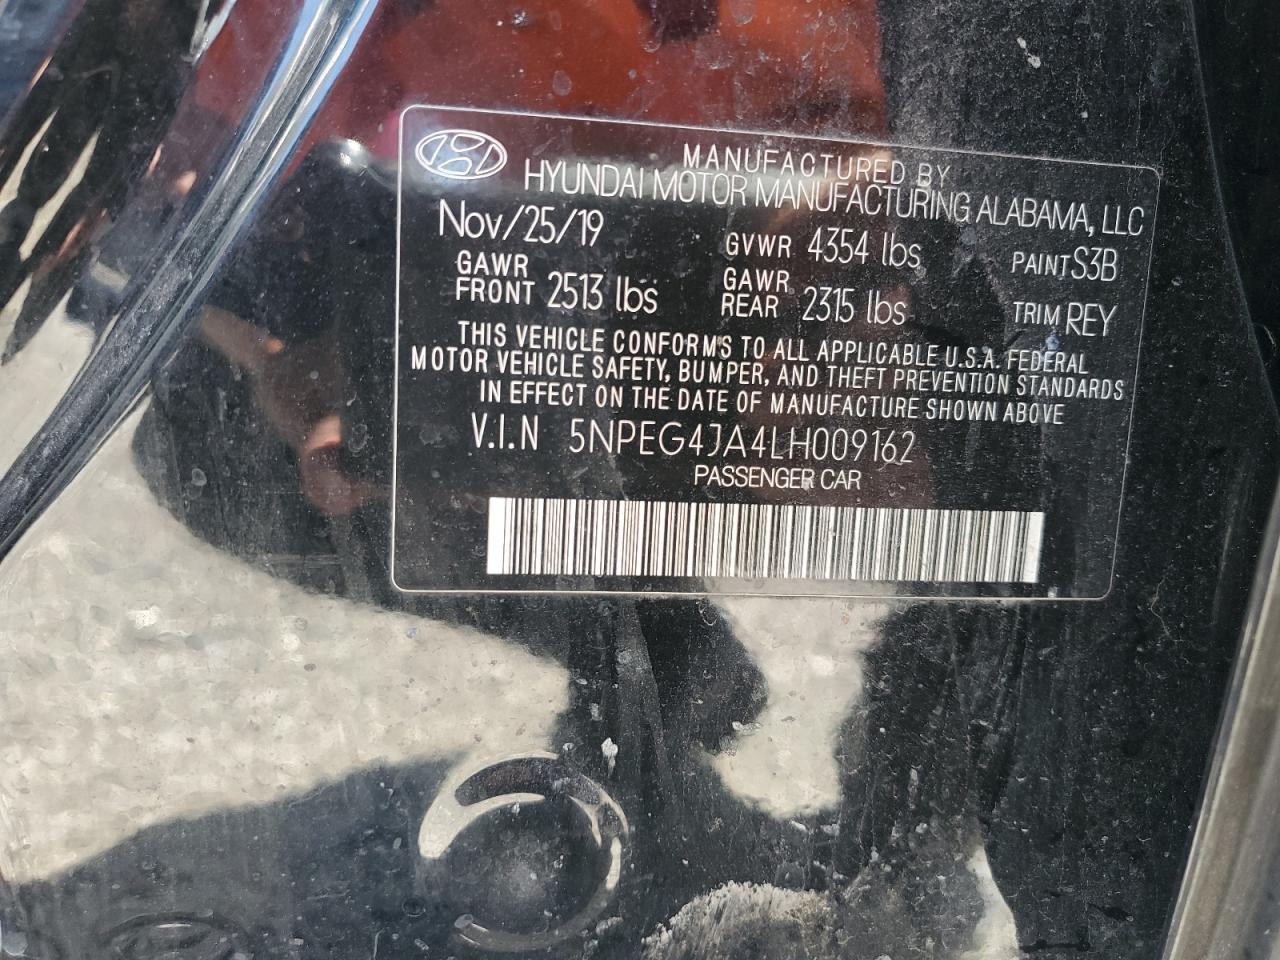 MANUFACTURED BY
HYUNDAI MOTOR MANUFACTURING ALABAMA, LLC
Nov/25/19 GVWR 4354 lbs PAINT S3B
GAWR FRONT 2513 lbs GAWR REAR 2315 lbs TRIM REY
THIS VEHICLE CONFORMS TO ALL APPLICABLE U.S.A. FEDERAL
MOTOR VEHICLE SAFETY, BUMPER, AND THEFT PREVENTION STANDARDS
IN EFFECT ON THE DATE OF MANUFACTURE SHOWN ABOVE
V.I.N 5NPEG4JA4LH009162
PASSENGER CAR